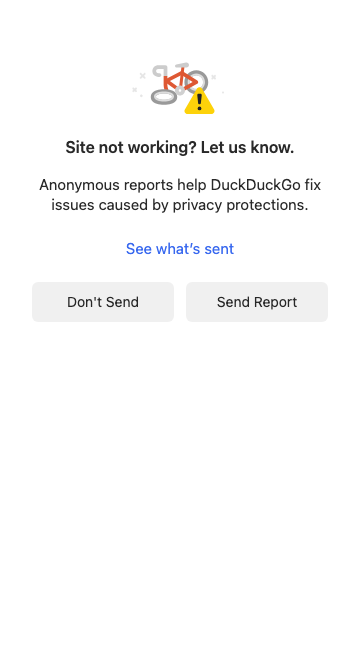 Site not working? Let us know.
Anonymous reports help DuckDuckGo fix
issues caused by privacy protections.
See what’s sent
Don't Send
Send Report